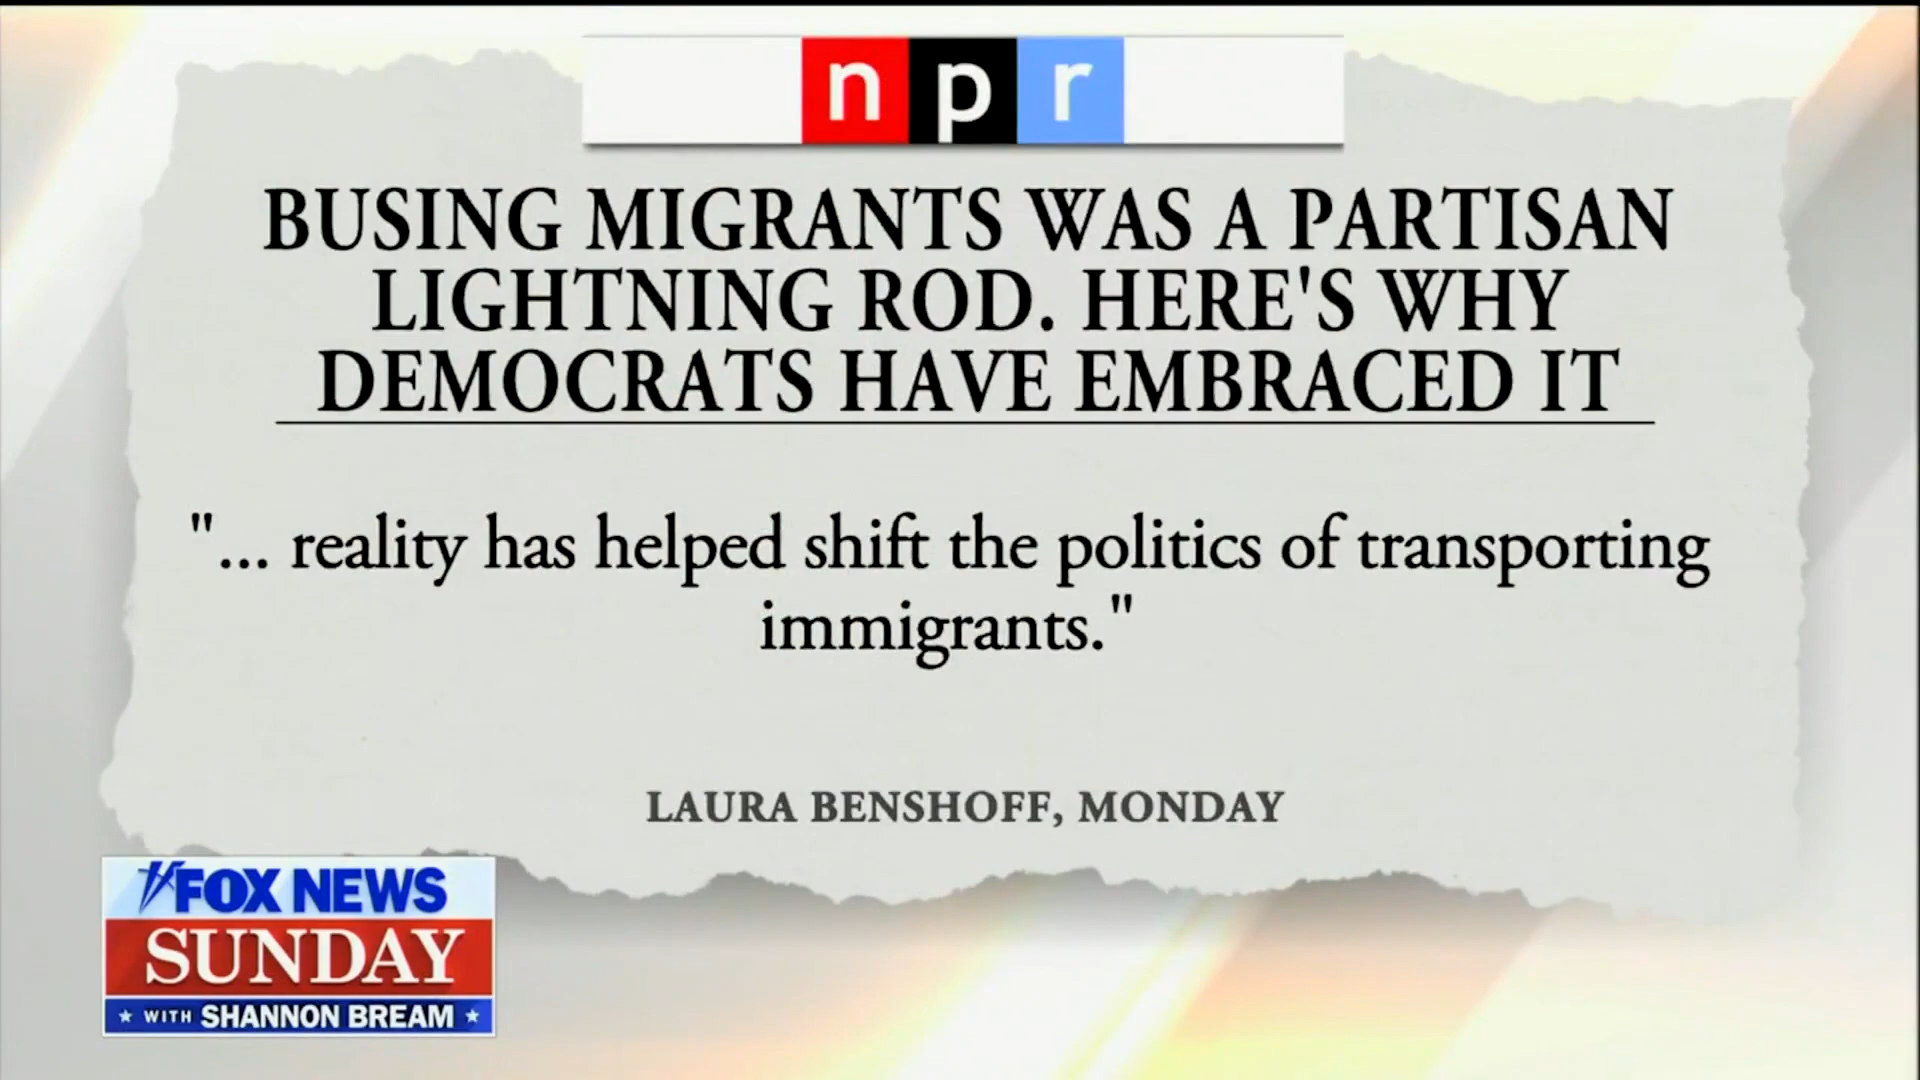 npr
BUSING MIGRANTS WAS A PARTISAN
LIGHTNING ROD. HERE'S WHY
DEMOCRATS HAVE EMBRACED IT
"... reality has helped shift the politics of transporting
immigrants."
LAURA BENSHOFF, MONDAY
FOX NEWS
SUNDAY
WITH SHANNON BREAM